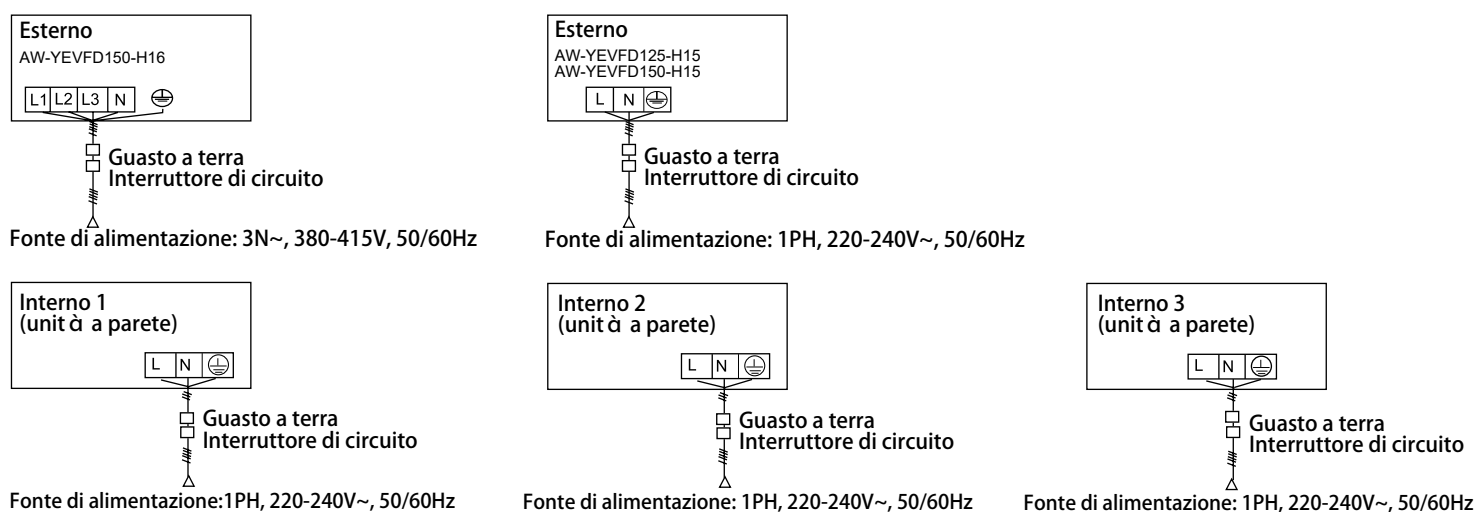 Esterno
AW-YEVFD150-H16
L1 L2 L3 N
Guasto a terra
Interruttore di circuito
Fonte di alimentazione: 3N~, 380-415V, 50/60Hz
Esterno
AW-YEVFD125-H15
AW-YEVFD150-H15
L N
Guasto a terra
Interruttore di circuito
Fonte di alimentazione: 1PH, 220-240V~, 50/60Hz
Interno 1
(unità a parete)
L N
Guasto a terra
Interruttore di circuito
Fonte di alimentazione:1PH, 220-240V~, 50/60Hz
Interno 2
(unità a parete)
L N
Guasto a terra
Interruttore di circuito
Fonte di alimentazione: 1PH, 220-240V~, 50/60Hz
Interno 3
(unità a parete)
L N
Guasto a terra
Interruttore di circuito
Fonte di alimentazione: 1PH, 220-240V~, 50/60Hz